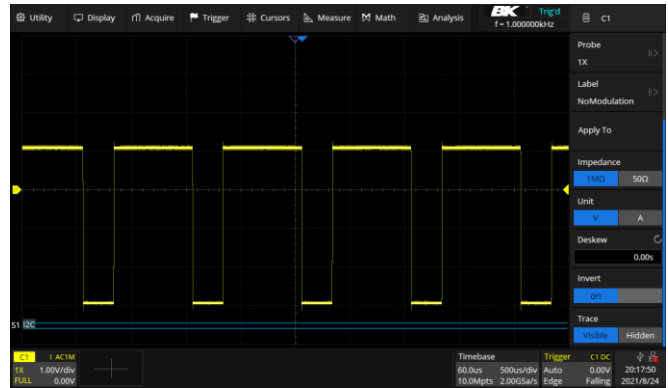 Utility Display Acquire Trigger Cursors Measure Math Analysis
BK Trig'd
f = 1.000000kHz
C1
Probe
1X
Label
NoModulation
Apply To
Impedance
1MΩ 50Ω
Unit
V A
Deskew
0.00s
Invert
on
Trace
Visible Hidden
S1 I2C
C1 I AC1M
1X 1.00V/div
FULL 0.00V
Timebase
60.0us 500us/div
10.0Mpts 2.00GSa/s
Trigger C1 DC
Auto 0.00V
Edge Falling
20:17:50
2021/8/24